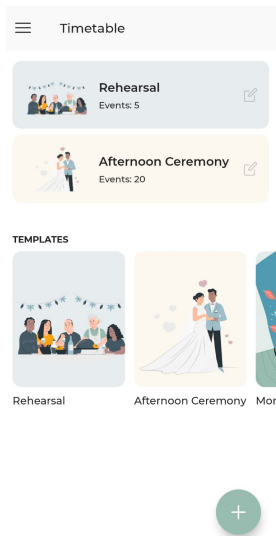 Timetable
Rehearsal
Events: 5
Afternoon Ceremony
Events: 20
TEMPLATES
Rehearsal
Afternoon Ceremony
Mor